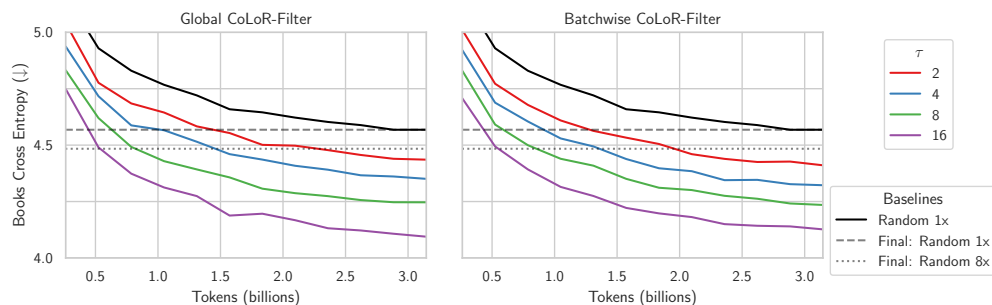 Global CoLoR-Filter
Batchwise CoLoR-Filter
Books Cross Entropy (↓)
5.0
4.5
4.0
0.5 1.0 1.5 2.0 2.5 3.0
Tokens (billions)
0.5 1.0 1.5 2.0 2.5 3.0
Tokens (billions)
τ
2
4
8
16
Baselines
Random 1x
Final: Random 1x
Final: Random 8x